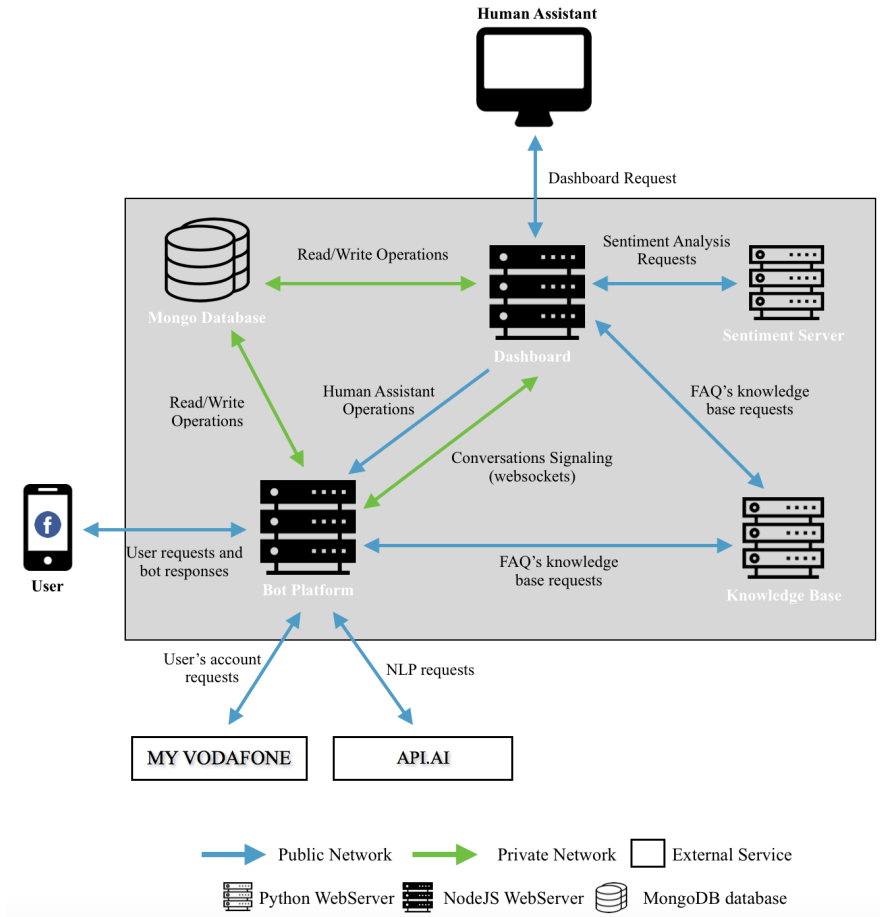 Human Assistant
Dashboard Request
Read/Write Operations
Sentiment Analysis
Requests
Mongo Database
Sentiment Server
Dashboard
Human Assistant
Operations
FAQ's knowledge
base requests
Read/Write
Operations
Conversations Signaling
(websockets)
f
User requests and
bot responses
FAQ's knowledge
base requests
User
Bot Platform
Knowledge Base
User's account
requests
NLP requests
MY VODAFONE
API.AI
Public Network
Private Network
External Service
Python WebServer
NodeJS WebServer
MongoDB database